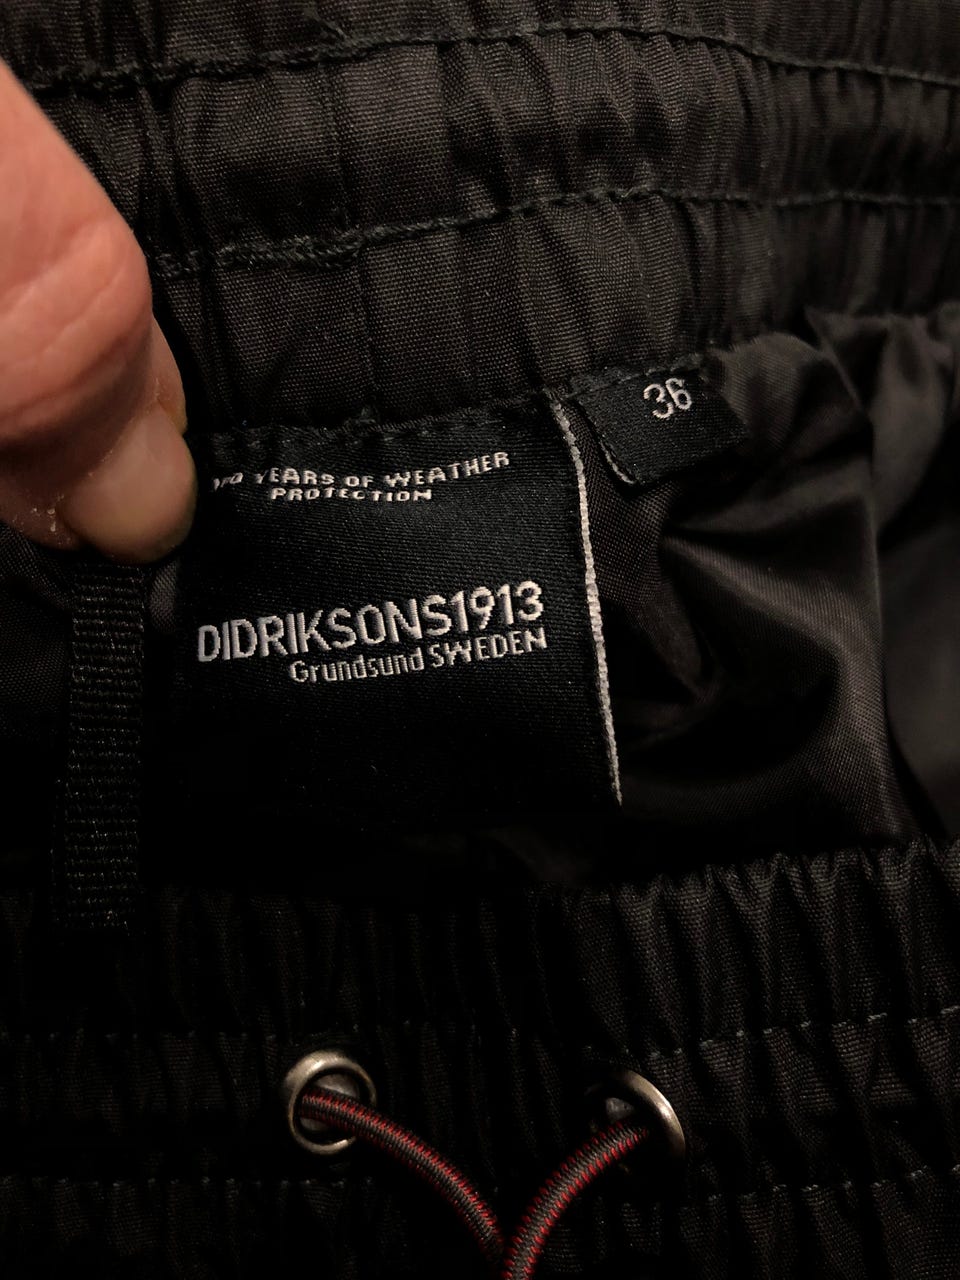 YEARS OF WEATHER
PROTECTION
DIDRIKSONS1913
Grundsund SWEDEN
36